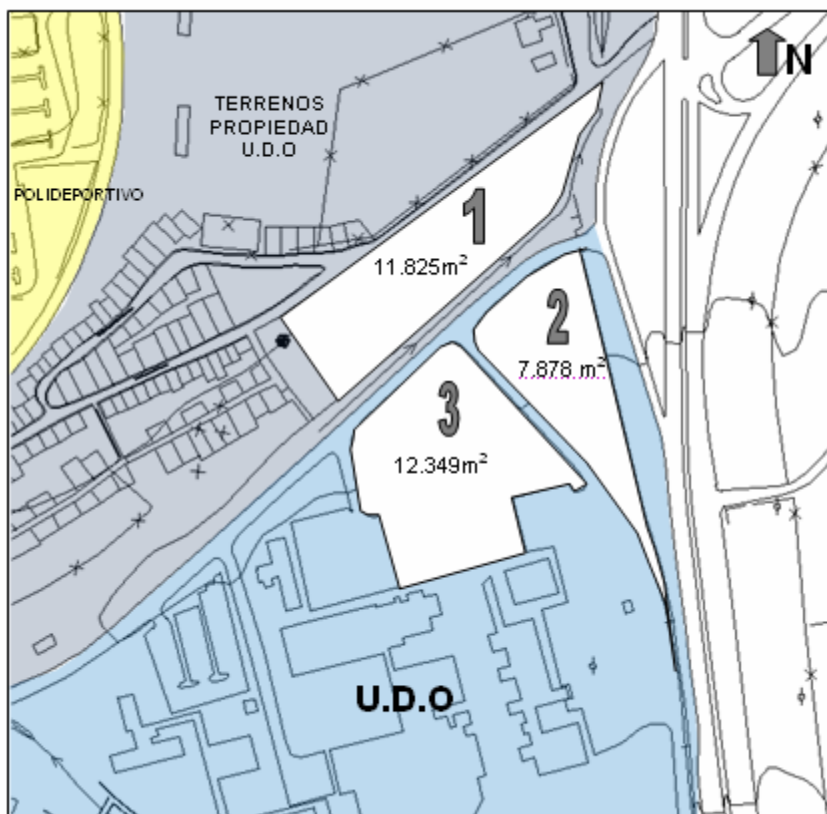 N
TERRENOS
PROPIEDAD
U.D.O
POLIDEPORTIVO
1
11.825m²
2
7.878 m²
3
12.349m²
U.D.O